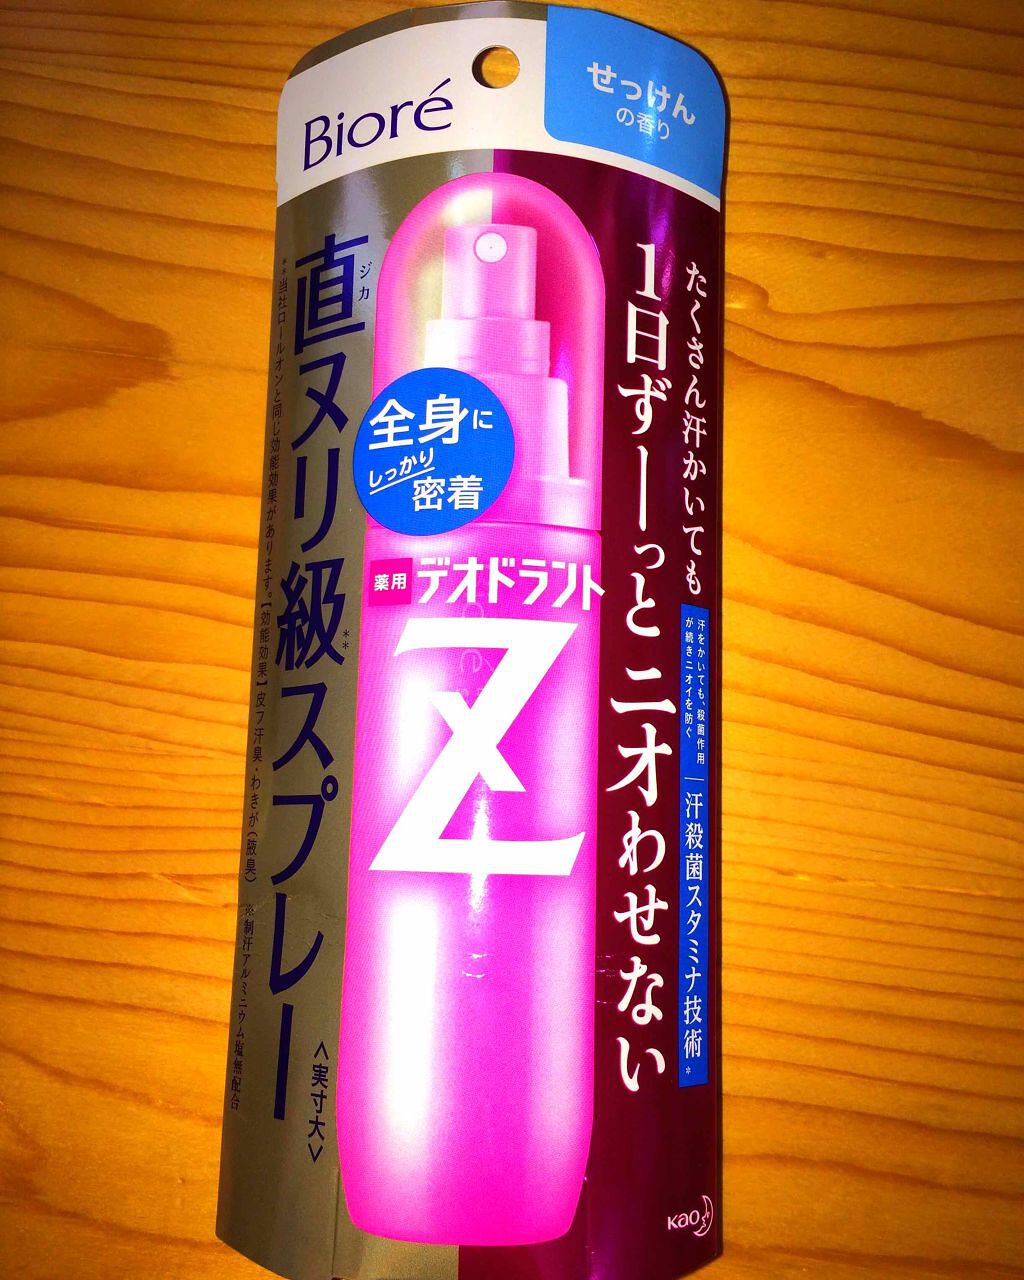 Bioré
せっけん
の香り
たくさん汗かいても
1日ずーっとニオわせない
汗をかいても、殺菌作用
が続きニオイを防ぐ
汗殺菌スタミナ技術*
全身に
しっかり
密着
薬用 デオドラント
Z
直ヌリ級スプレー
ジカ
**
<実寸大>
**当社ロールオンと同じ効能効果があります。【効能効果】皮フ汗臭・わきが(腋臭) ※制汗アルミニウム塩無配合
Kao